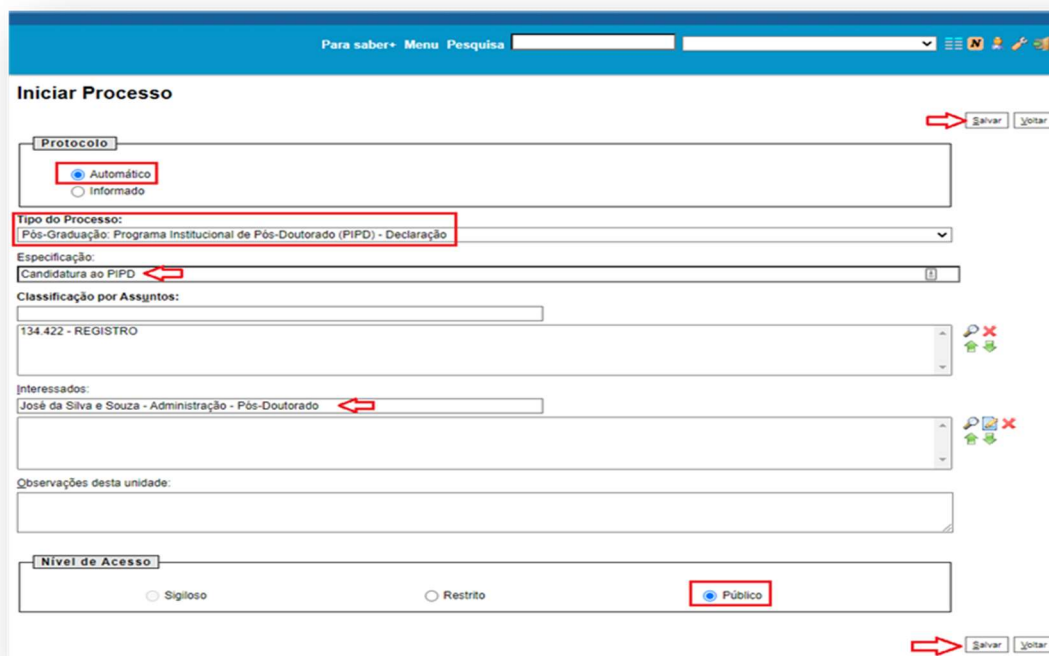 Para saber+ Menu Pesquisa
Iniciar Processo
Salvar Voltar
Protocolo
Automático
Informado
Tipo do Processo:
Pós-Graduação: Programa Institucional de Pós-Doutorado (PIPD) - Declaração
Especificação:
Candidatura ao PIPD
Classificação por Assuntos:
134.422 - REGISTRO
Interessados:
José da Silva e Souza - Administração - Pós-Doutorado
Observações desta unidade:
Nível de Acesso
Sigiloso Restrito Público
Salvar Voltar